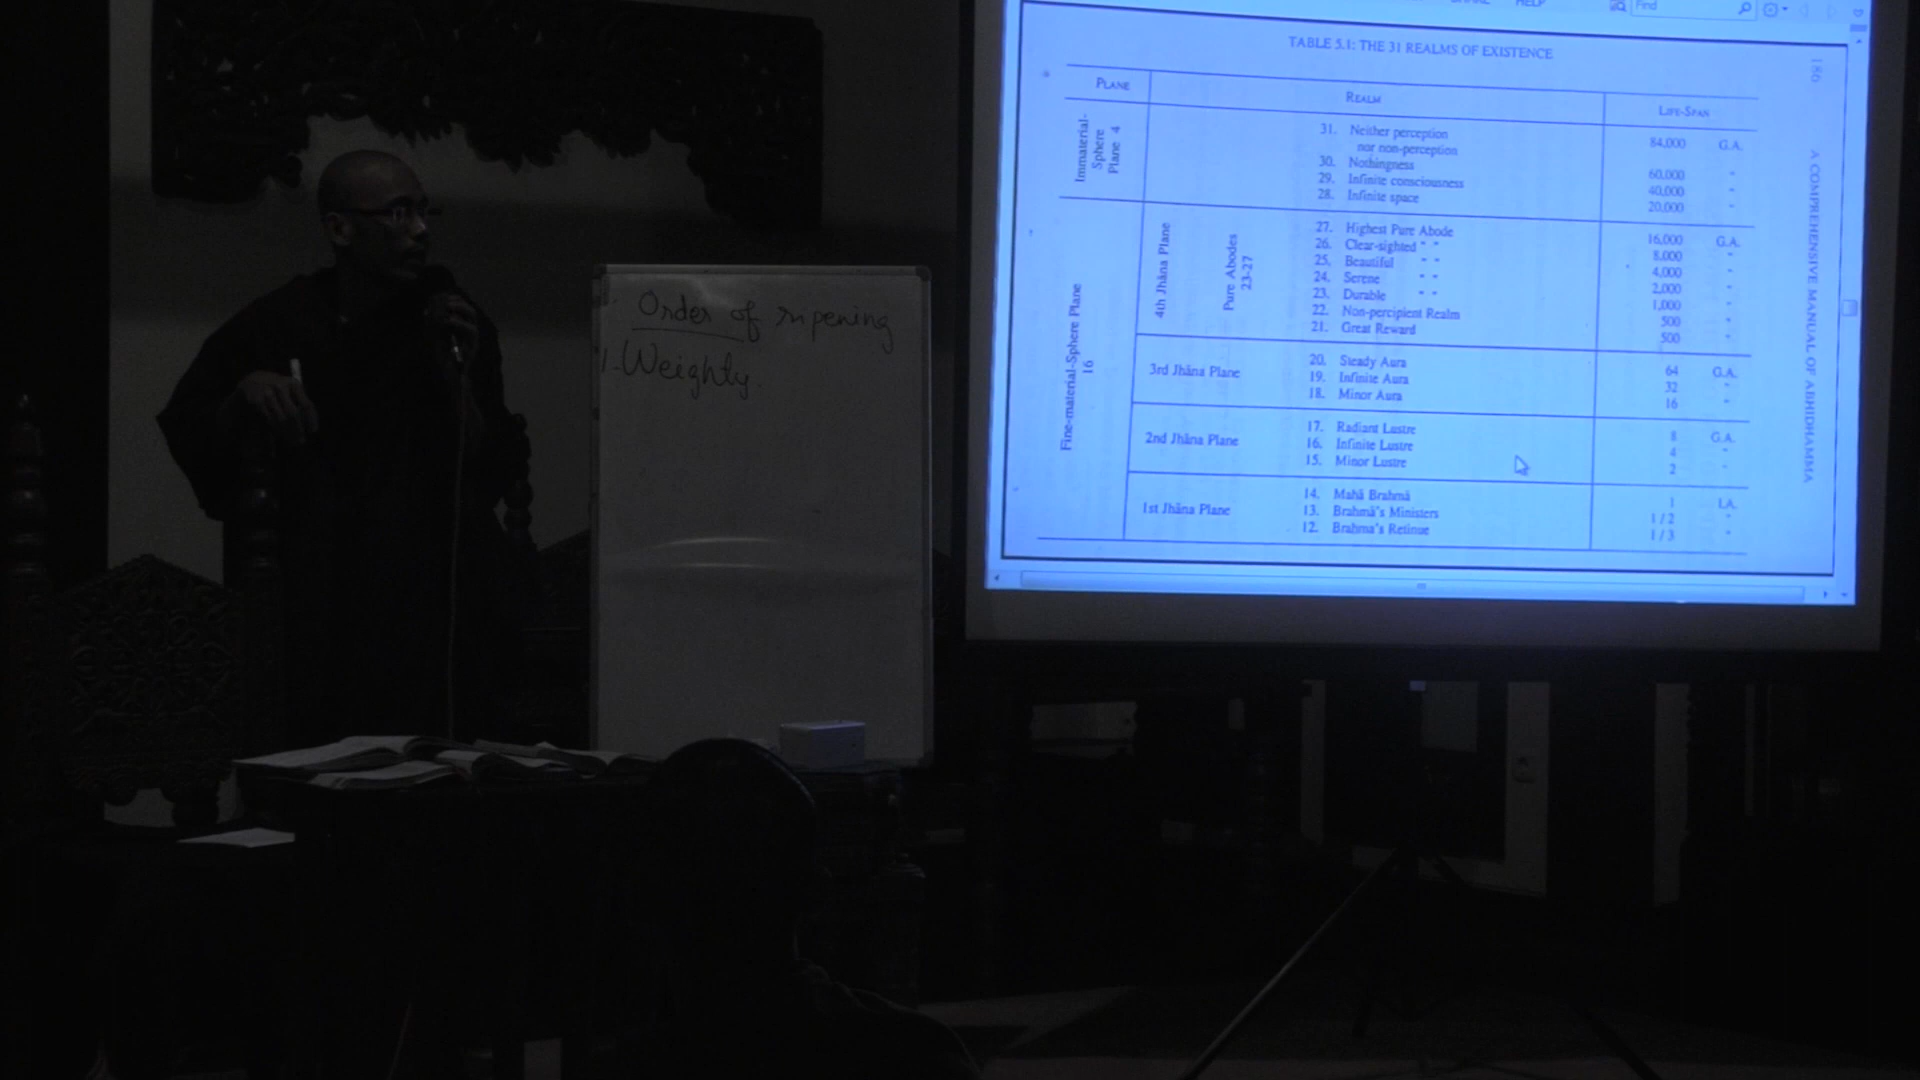 Order of ripening
1. Weighty.
HELP
Find
TABLE 5.1: THE 31 REALMS OF EXISTENCE
186
A COMPREHENSIVE MANUAL OF ABHIDHAMMA
PLANE REALM LIFE-SPAN
Immaterial-
Sphere
Plane 4
31. Neither perception
nor non-perception 84,000 G.A.
30. Nothingness 60,000 "
29. Infinite consciousness 40,000 "
28. Infinite space 20,000 "
Fine-material-Sphere Plane
16
4th Jhāna Plane
Pure Abodes
23-27
27. Highest Pure Abode 16,000 G.A.
26. Clear-sighted " " 8,000 "
25. Beautiful " " 4,000 "
24. Serene " " 2,000 "
23. Durable " " 1,000 "
22. Non-percipient Realm 500 "
21. Great Reward 500
3rd Jhāna Plane
20. Steady Aura 64 G.A.
19. Infinite Aura 32 "
18. Minor Aura 16 "
2nd Jhāna Plane
17. Radiant Lustre 8 G.A.
16. Infinite Lustre 4 "
15. Minor Lustre 2 "
1st Jhāna Plane
14. Mahā Brahmā 1 I.A.
13. Brahmā's Ministers 1/2 "
12. Brahma's Retinue 1/3 "